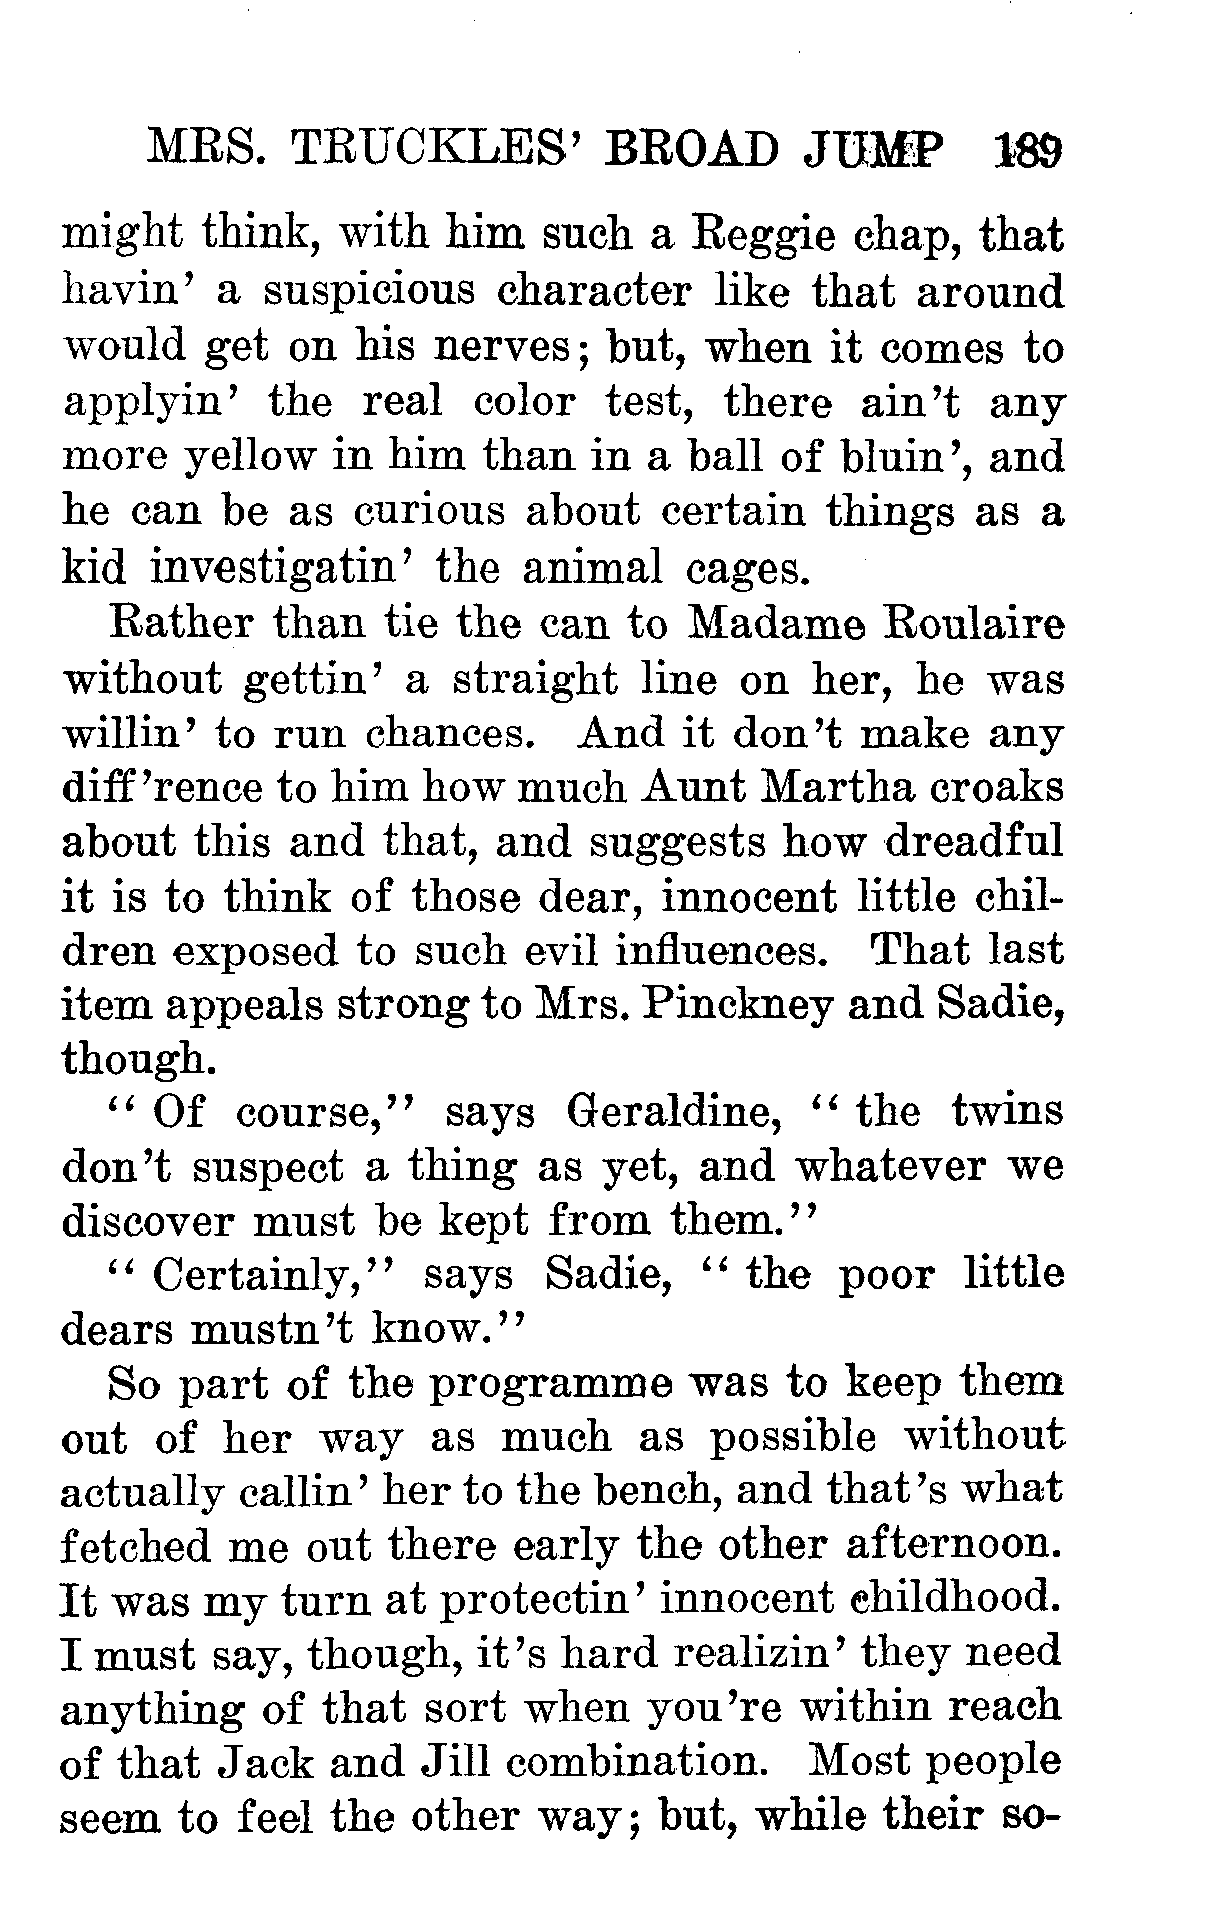 MRS. TRUCKLES' BROAD JUMP 189
might think, with him such a Reggie chap, that
havin' a suspicious character like that around
would get on his nerves; but, when it comes to
applyin' the real color test, there ain't any
more yellow in him than in a ball of bluin', and
he can be as curious about certain things as a
kid investigatin' the animal cages.
Rather than tie the can to Madame Roulaire
without gettin' a straight line on her, he was
willin' to run chances. And it don't make any
diff'rence to him how much Aunt Martha croaks
about this and that, and suggests how dreadful
it is to think of those dear, innocent little chil-
dren exposed to such evil influences. That last
item appeals strong to Mrs. Pinckney and Sadie,
though.
"Of course," says Geraldine, "the twins
don't suspect a thing as yet, and whatever we
discover must be kept from them."
"Certainly," says Sadie, "the poor little
dears mustn't know."
So part of the programme was to keep them
out of her way as much as possible without
actually callin' her to the bench, and that's what
fetched me out there early the other afternoon.
It was my turn at protectin' innocent childhood.
I must say, though, it's hard realizin' they need
anything of that sort when you're within reach
of that Jack and Jill combination. Most people
seem to feel the other way; but, while their so-